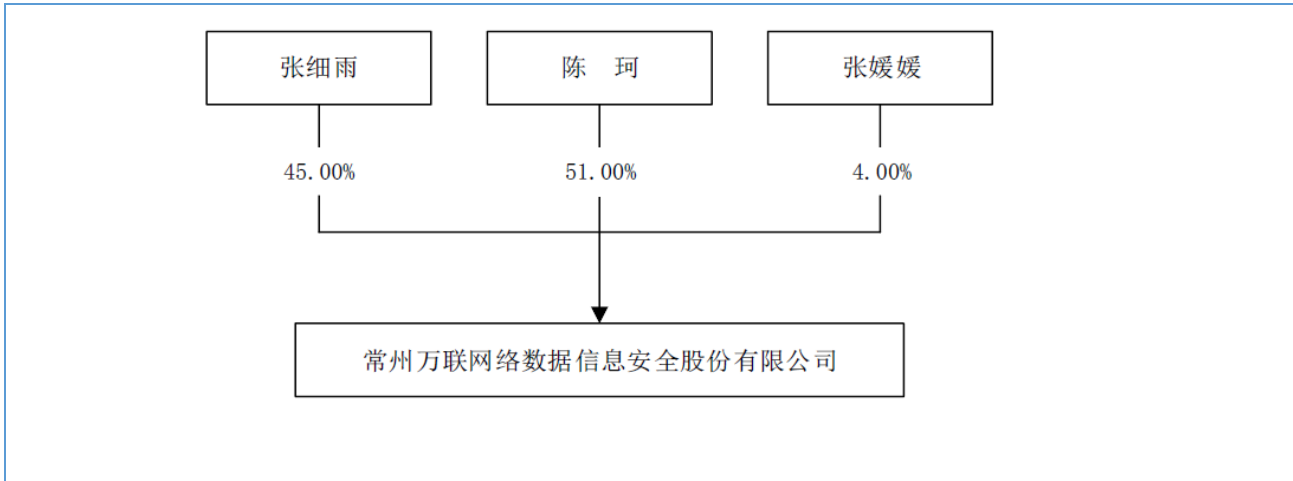 张细雨
陈 珂
张媛媛
45.00%
51.00%
4.00%
常州万联网络数据信息安全股份有限公司